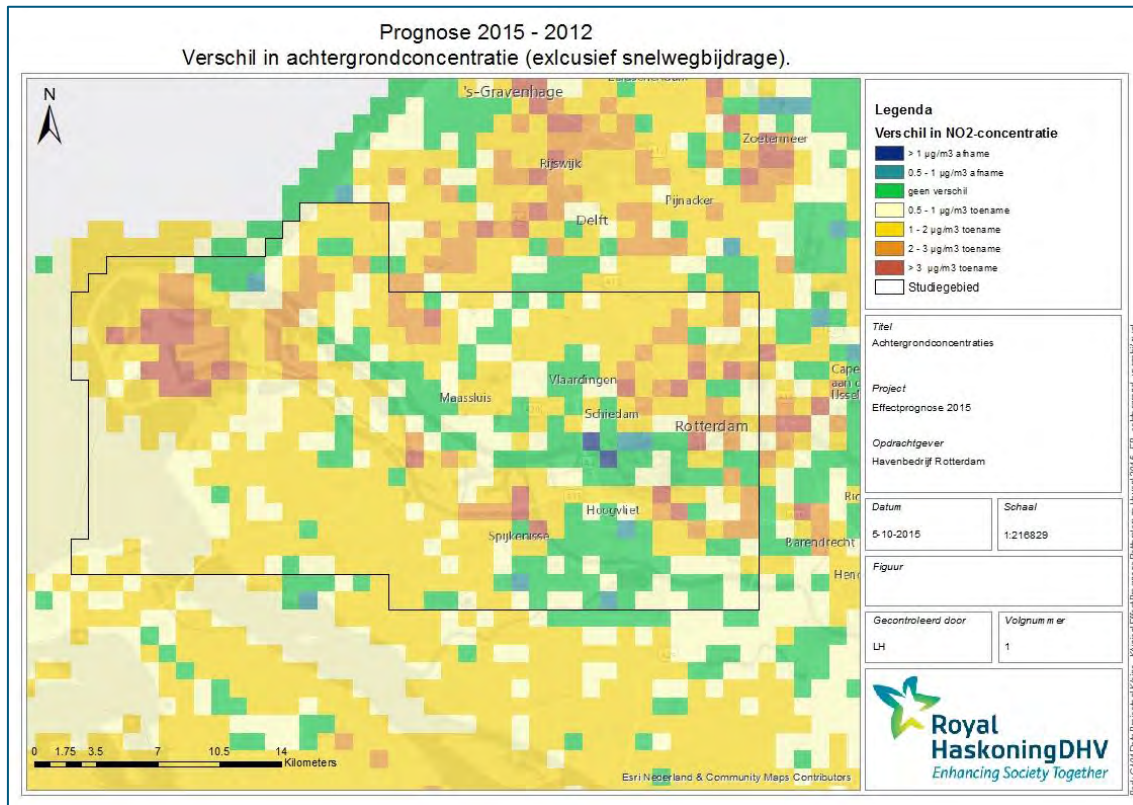 Prognose 2015 - 2012
Verschil in achtergrondconcentratie (exlcusief snelwegbijdrage).
N
's-Gravenhage
Zoetermeer
Rijswijk
Pijnacker
Delft
Vlaardingen
Maassluis
Schiedam
Rotterdam
Cape
aan d
IJssel
Hoogvliet
Spijkenisse
Barendrecht
0 1.75 3.5 7 10.5 14
Kilometers
Esri Nederland & Community Maps Contributors
Legenda
Verschil in NO2-concentratie
> 1 µg/m3 afname
0.5 - 1 µg/m3 afname
geen verschil
0.5 - 1 µg/m3 toename
1 - 2 µg/m3 toename
2 - 3 µg/m3 toename
> 3 µg/m3 toename
Studiegebied
Titel
Achtergrondconcentraties
Project
Effectprognose 2015
Opdrachtgever
Havenbedrijf Rotterdam
Datum
5-10-2015
Schaal
1:216829
Figuur
Gecontroleerd door
LH
Volgnummer
1
Royal
HaskoningDHV
Enhancing Society Together